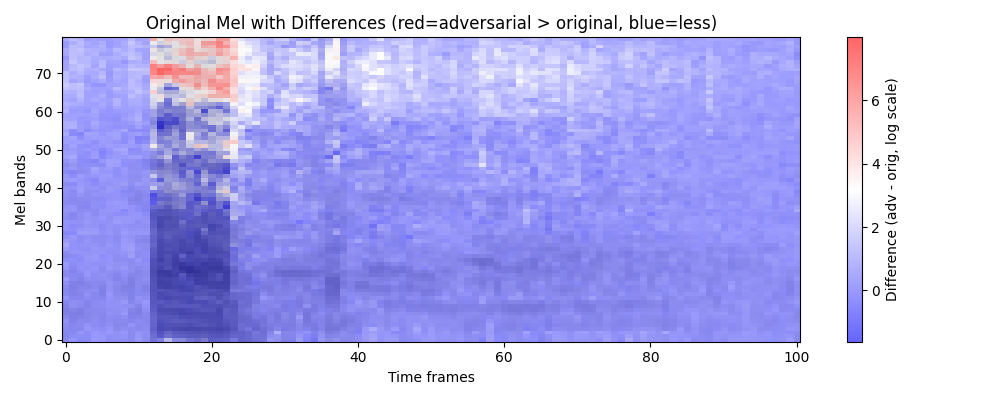 Original Mel with Differences (red=adversarial > original, blue=less)
70
60
50
40
30
20
10
0
Mel bands
0 20 40 60 80 100
Time frames
6
4
2
0
Difference (adv - orig, log scale)